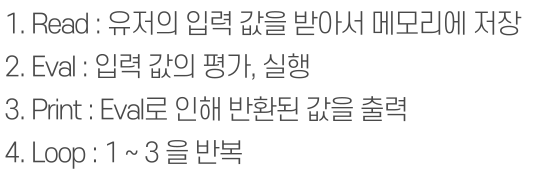 1. Read : 유저의 입력 값을 받아서 메모리에 저장
2. Eval : 입력 값의 평가, 실행
3. Print : Eval로 인해 반환된 값을 출력
4. Loop : 1 ~ 3 을 반복